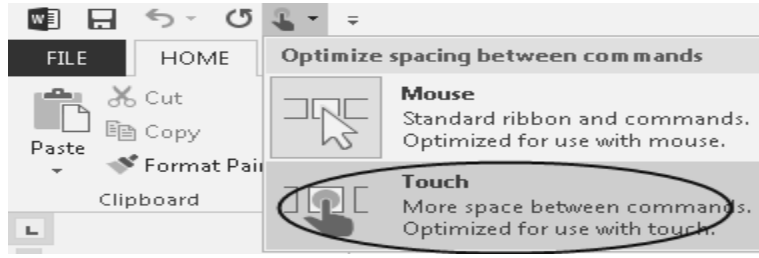 FILE
HOME
Optimize spacing between commands
Cut
Copy
Paste
Format Pai
Clipboard
Mouse
Standard ribbon and commands.
Optimized for use with mouse.
Touch
More space between commands.
Optimized for use with touch.